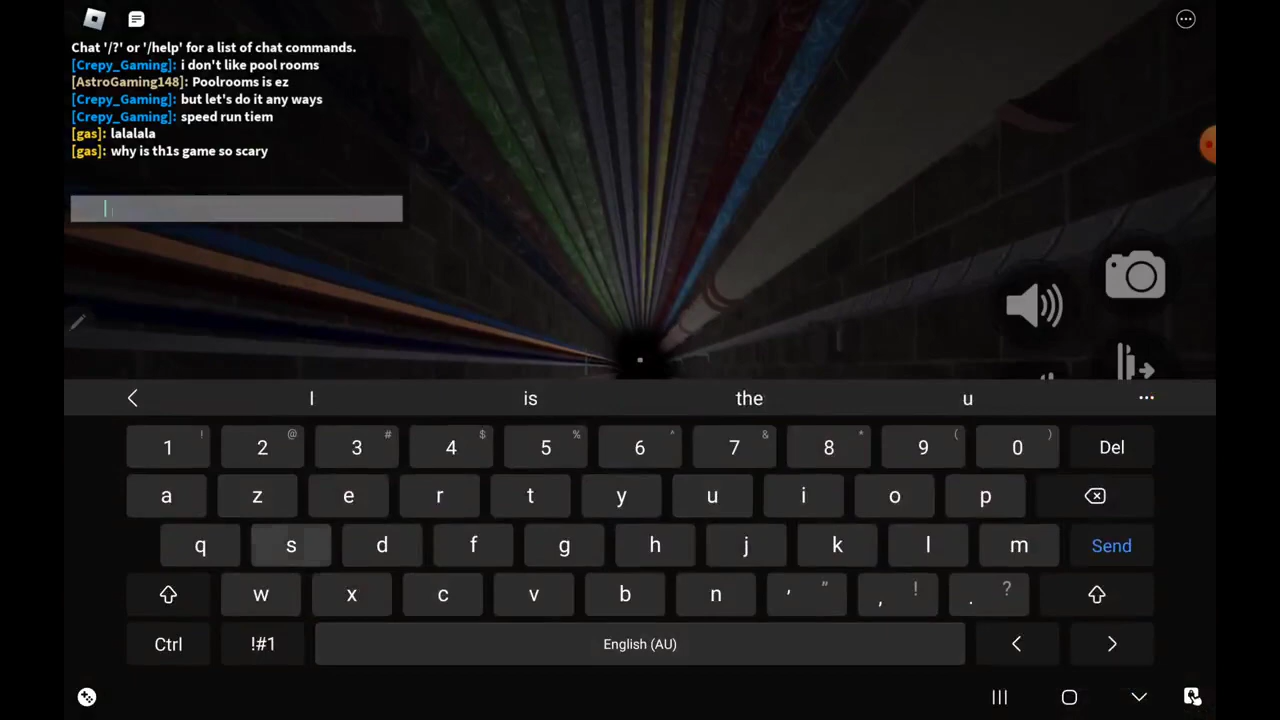 Chat '/?' or '/help' for a list of chat commands.
[Crepy_Gaming]: i don't like pool rooms
[AstroGaming148]: Poolrooms is ez
[Crepy_Gaming]: but let's do it any ways
[Crepy_Gaming]: speed run tiem
[gas]: lalalala
[gas]: why is th1s game so scary
I is the u
1 ! 2 @ 3 # 4 $ 5 % 6 ^ 7 & 8 * 9 ( 0 ) Del
a z e r t y u i o p
q s d f g h j k l m Send
w x c v b n ' " , ! . ?
Ctrl !#1 English (AU) < >